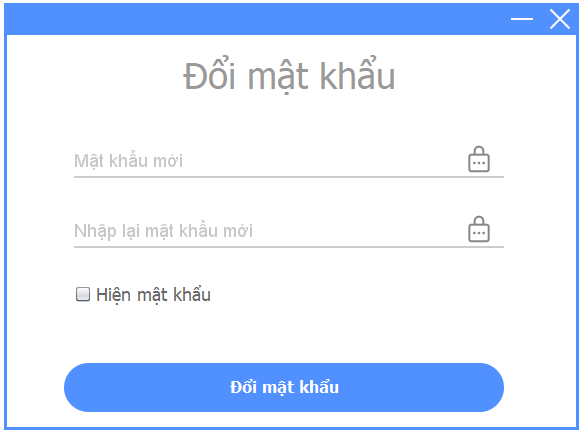 Đổi mật khẩu
Mật khẩu mới
Nhập lại mật khẩu mới
Hiện mật khẩu
Đổi mật khẩu